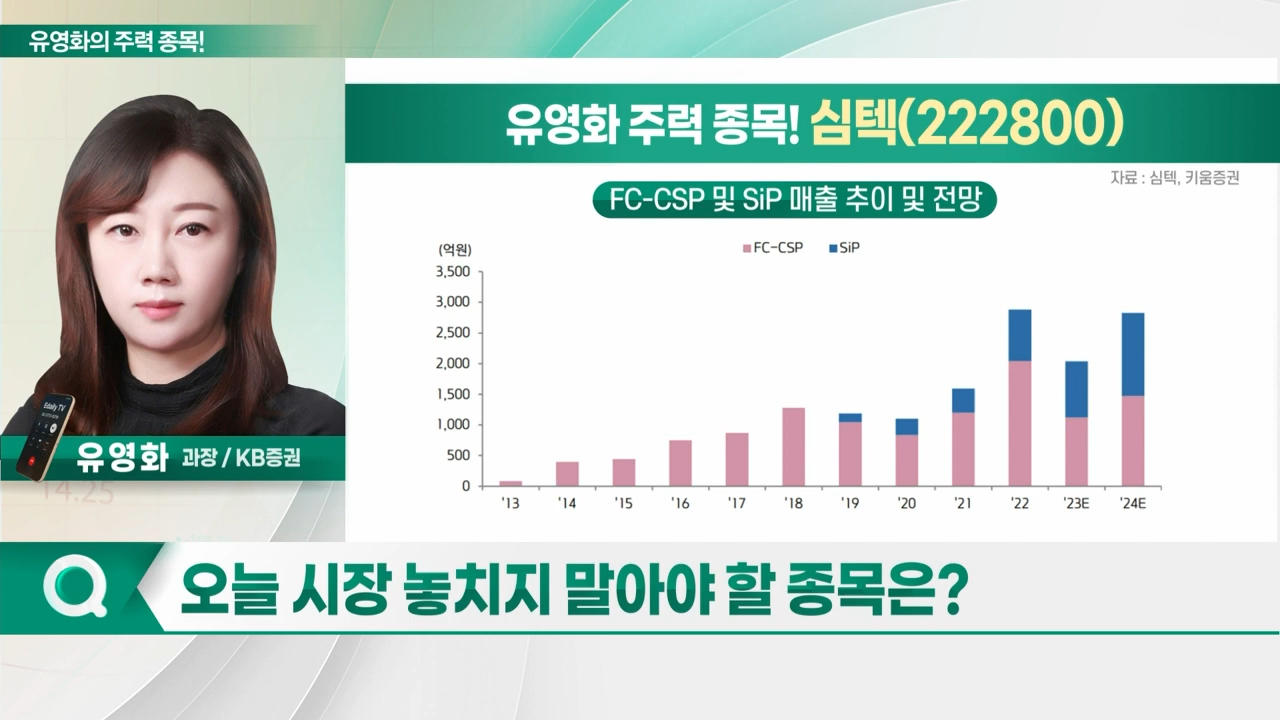 유영화의 주력 종목!
유영화 주력 종목! 심텍(222800)
자료 : 심텍, 키움증권
FC-CSP 및 SiP 매출 추이 및 전망
(억원)
FC-CSP SiP
3,500
3,000
2,500
2,000
1,500
1,000
500
0
'13 '14 '15 '16 '17 '18 '19 '20 '21 '22 '23E '24E
Edaily TV
유영화 과장 / KB증권
14.25
오늘 시장 놓치지 말아야 할 종목은?